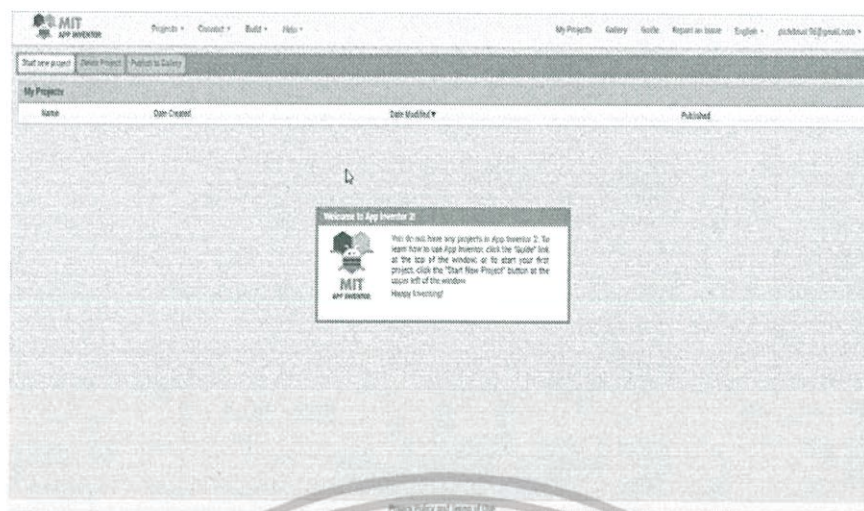 MIT
APP INVENTOR
Projects Connect Build Help
My Projects Gallery Guide Report an Issue English
Start new project Delete Project Publish to Gallery
My Projects
Name Date Created Date Modified Published
Welcome to App Inventor 2!
You do not have any projects in App Inventor 2. To
learn how to use App Inventor, click the "Guide" link
at the top of the window; or to start your first
project, click the "Start New Project" button at the
upper left of the window.
Happy Inventing!
MIT
APP INVENTOR
Privacy Policy and Terms of Use